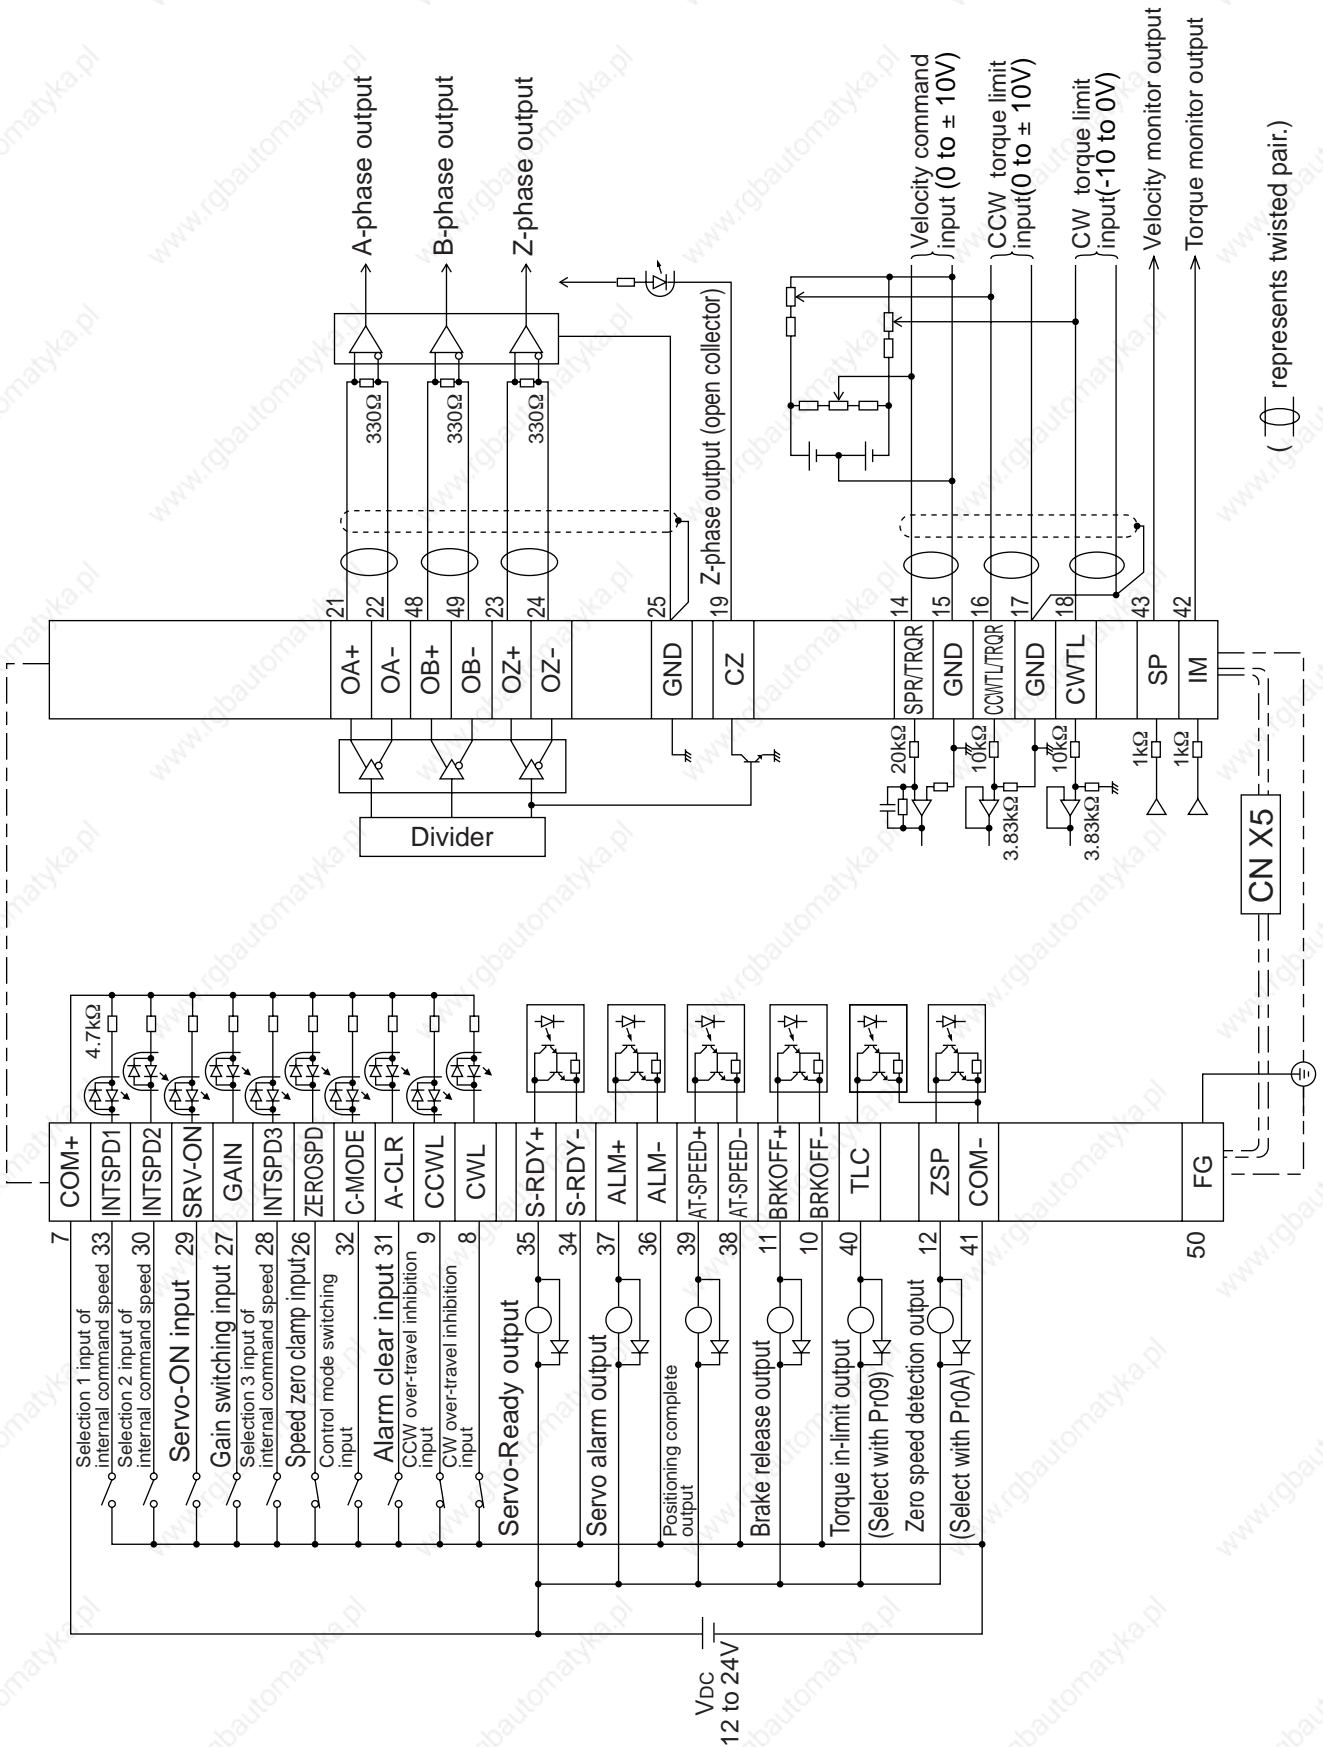 COM+
INTSPD1
INTSPD2
SRV-ON
GAIN
INTSPD3
ZEROSPD
C-MODE
A-CLR
CCWL
CWL
S-RDY+
S-RDY-
ALM+
ALM-
AT-SPEED+
AT-SPEED-
BRKOFF+
BRKOFF-
TLC
ZSP
COM-
FG
7
33
30
29
27
28
26
32
31
9
8
35
34
37
36
39
38
11
10
40
12
41
50
4.7kΩ
Selection 1 input of
internal command speed
Selection 2 input of
internal command speed
Servo-ON input
Gain switching input
Selection 3 input of
internal command speed
Speed zero clamp input
Control mode switching
input
Alarm clear input
CCW over-travel inhibition
input
CW over-travel inhibition
input
Servo-Ready output
Servo alarm output
Positioning complete
output
Brake release output
Torque in-limit output
(Select with Pr09)
Zero speed detection output
(Select with Pr0A)
VDC
12 to 24V
CN X5
Divider
OA+
OA-
OB+
OB-
OZ+
OZ-
GND
CZ
SPR/TRQR
GND
CCWTL/TRQR
GND
CWTL
SP
IM
21
22
48
49
23
24
25
19
14
15
16
17
18
43
42
20kΩ
10kΩ
3.83kΩ
10kΩ
3.83kΩ
1kΩ
1kΩ
330Ω
330Ω
330Ω
A-phase output
B-phase output
Z-phase output
Z-phase output (open collector)
Velocity command
input (0 to ± 10V)
CCW torque limit
input(0 to ± 10V)
CW torque limit
input(-10 to 0V)
Velocity monitor output
Torque monitor output
( represents twisted pair.)
www.rgbautomatyka.pl